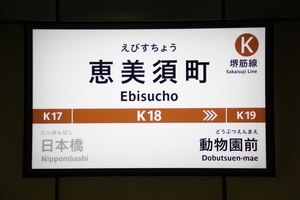 えびすちょう
恵美須町
Ebisucho
K
堺筋線
Sakaisuji Line
K17 K18 K19
にっぽんばし
日本橋
Nippombashi
どうぶつえんまえ
動物園前
Dobutsuen-mae